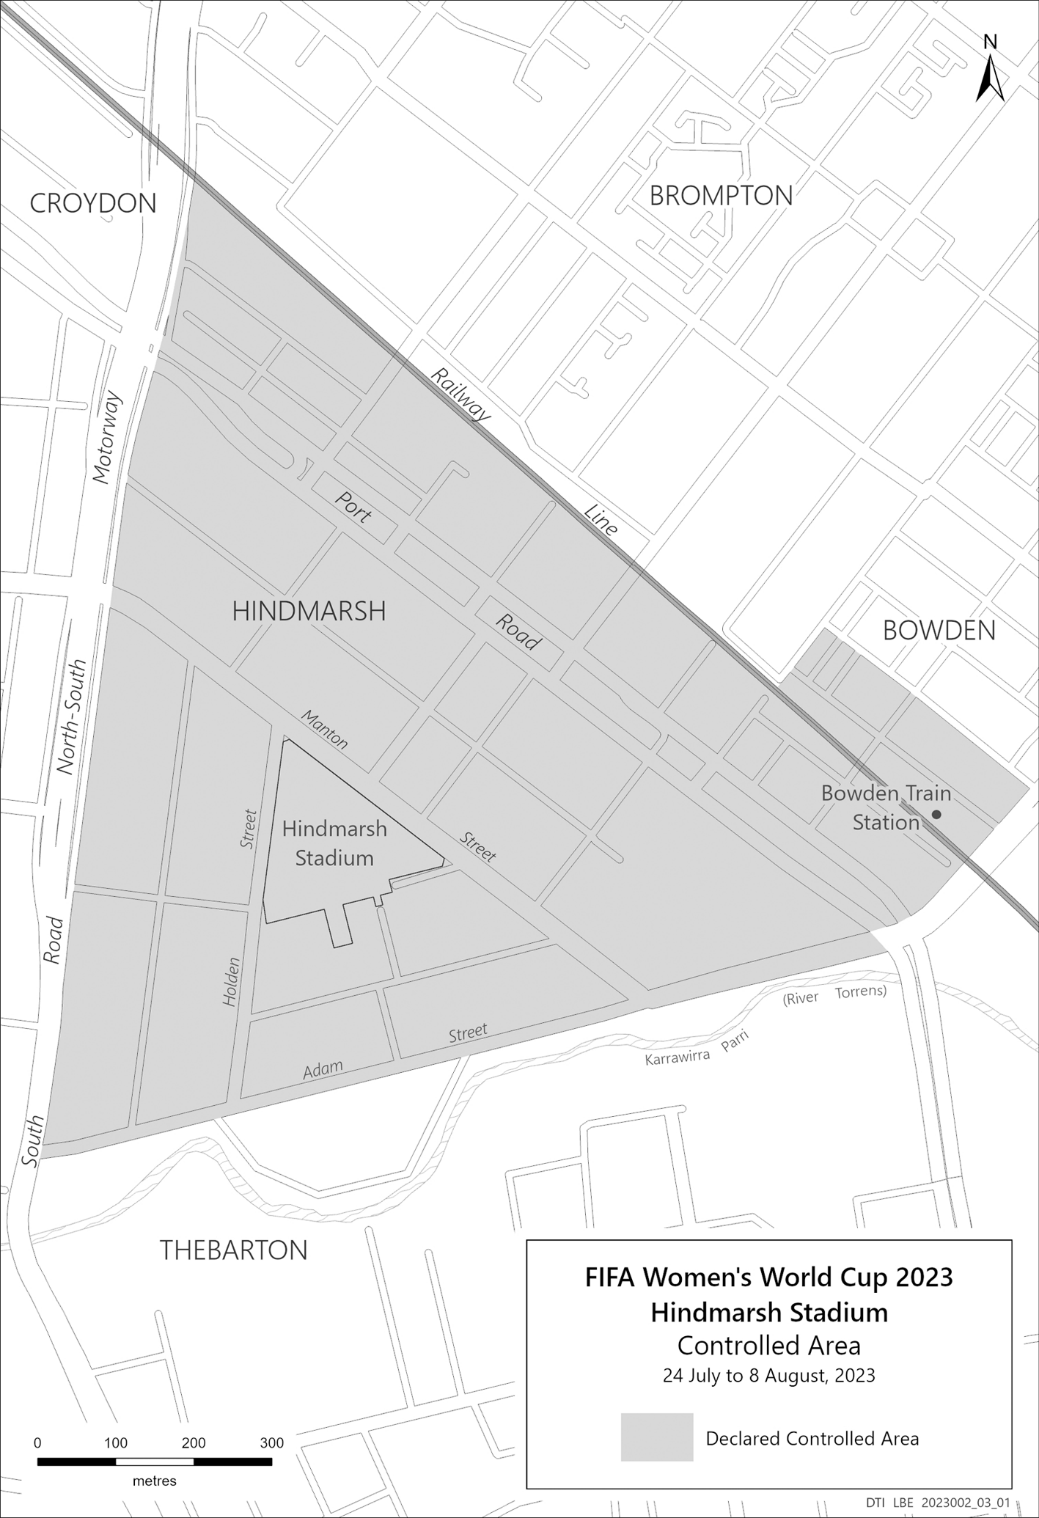 N
CROYDON
BROMPTON
Motorway
Railway
Line
Port
Road
HINDMARSH
BOWDEN
North-South
Manton
Street
Bowden Train
Station
Hindmarsh
Stadium
Street
Road
Holden
(River Torrens)
Street
Karrawirra Parri
Adam
South
THEBARTON
FIFA Women's World Cup 2023
Hindmarsh Stadium
Controlled Area
24 July to 8 August, 2023
Declared Controlled Area
0 100 200 300
metres
DTI LBE 2023002_03_01